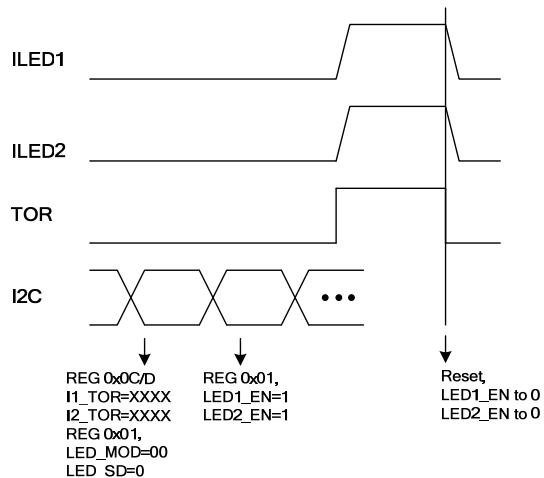 ILED1
ILED2
TOR
I2C
•••
REG 0x0C/D
I1_TOR=XXXX
I2_TOR=XXXX
REG 0x01,
LED_MOD=00
LED_SD=0
REG 0x01,
LED1_EN=1
LED2_EN=1
Reset,
LED1_EN to 0
LED2_EN to 0